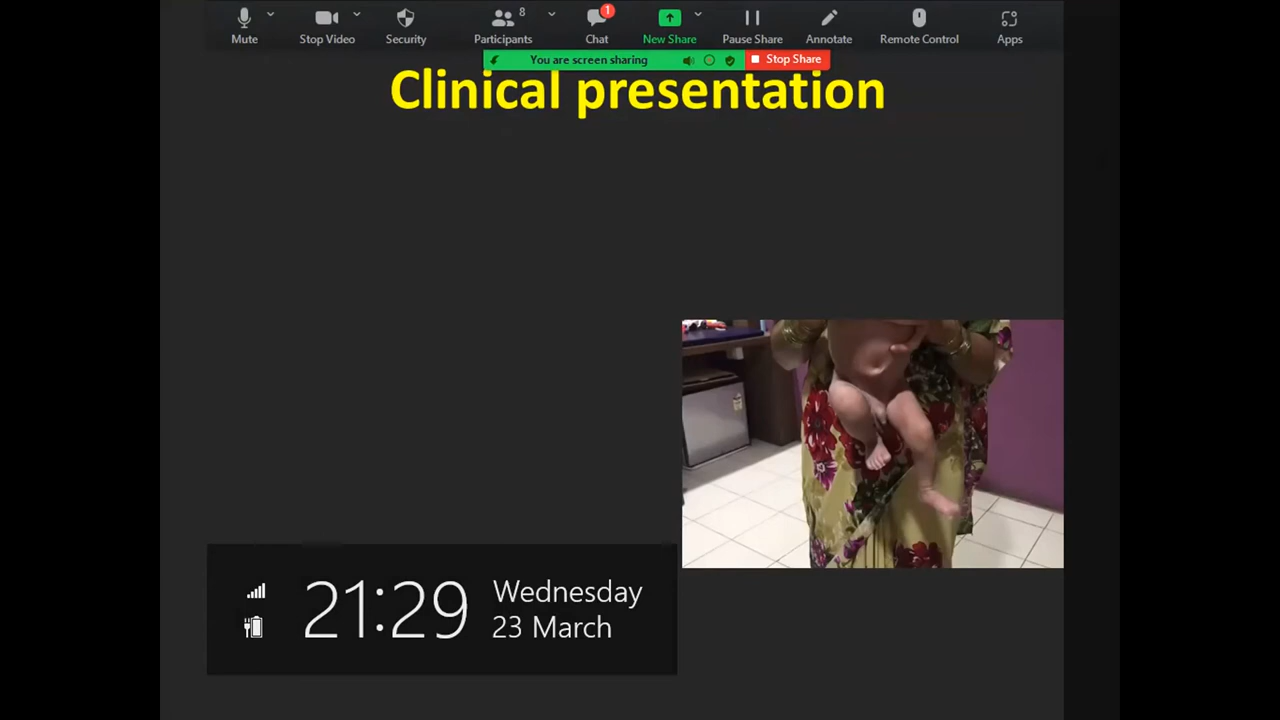 Mute
Stop Video
Security
Participants 8
Chat 1
New Share
Pause Share
Annotate
Remote Control
Apps
You are screen sharing
Stop Share
Clinical presentation
21:29
Wednesday
23 March